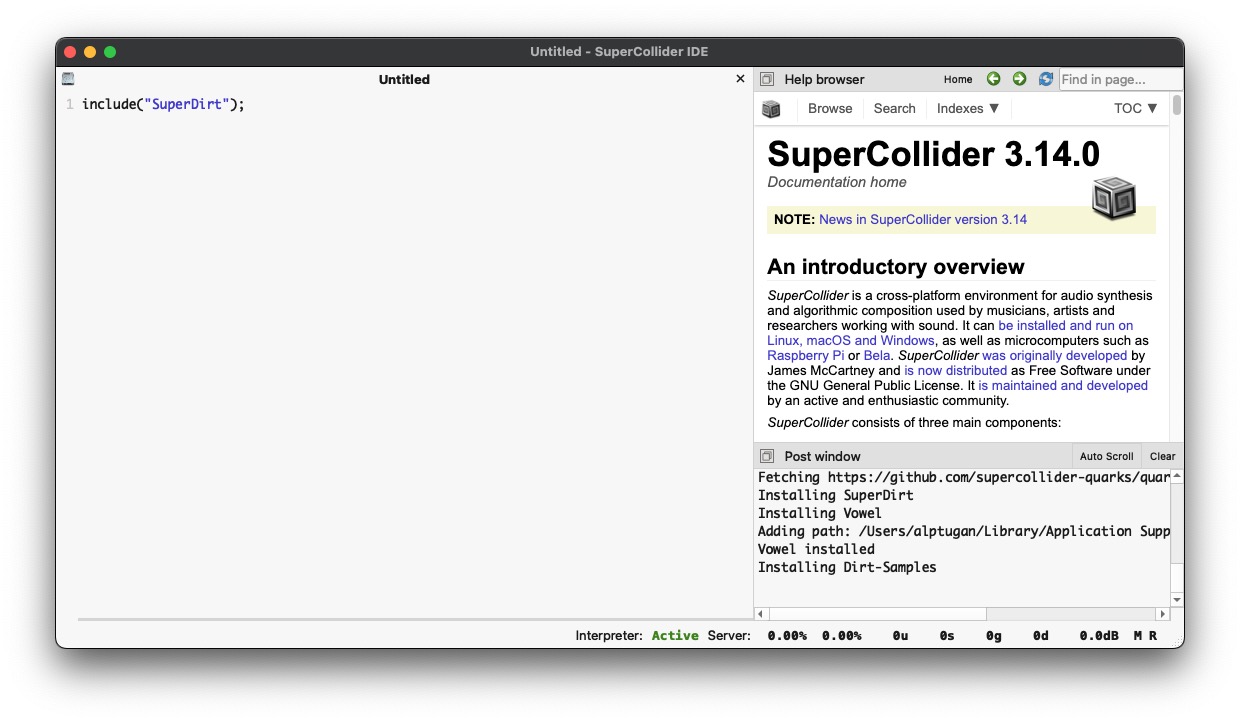 Untitled - SuperCollider IDE
Untitled
1 include("SuperDirt");
Help browser Home Find in page...
Browse Search Indexes ▼ TOC ▼
SuperCollider 3.14.0
Documentation home
NOTE: News in SuperCollider version 3.14
An introductory overview
SuperCollider is a cross-platform environment for audio synthesis
and algorithmic composition used by musicians, artists and
researchers working with sound. It can be installed and run on
Linux, macOS and Windows, as well as microcomputers such as
Raspberry Pi or Bela. SuperCollider was originally developed by
James McCartney and is now distributed as Free Software under
the GNU General Public License. It is maintained and developed
by an active and enthusiastic community.
SuperCollider consists of three main components:
Post window Auto Scroll Clear
Fetching https://github.com/supercollider-quarks/quar
Installing SuperDirt
Installing Vowel
Adding path: /Users/alptugan/Library/Application Supp
Vowel installed
Installing Dirt-Samples
Interpreter: Active Server: 0.00% 0.00% 0u 0s 0g 0d 0.0dB M R